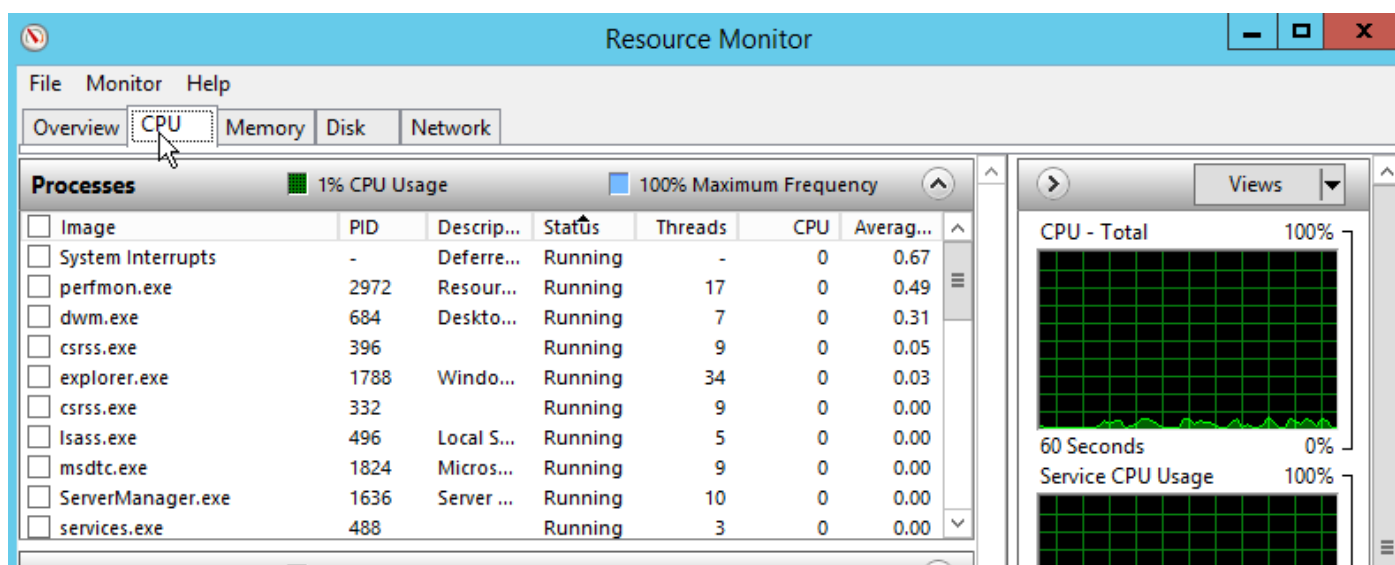 Resource Monitor
File Monitor Help
Overview CPU Memory Disk Network
Processes 1% CPU Usage 100% Maximum Frequency
Image PID Descrip... Status Threads CPU Averag...
System Interrupts - Deferre... Running - 0 0.67
perfmon.exe 2972 Resour... Running 17 0 0.49
dwm.exe 684 Deskto... Running 7 0 0.31
csrss.exe 396 Running 9 0 0.05
explorer.exe 1788 Windo... Running 34 0 0.03
csrss.exe 332 Running 9 0 0.00
lsass.exe 496 Local S... Running 5 0 0.00
msdtc.exe 1824 Micros... Running 9 0 0.00
ServerManager.exe 1636 Server ... Running 10 0 0.00
services.exe 488 Running 3 0 0.00
Views
CPU - Total 100%
60 Seconds 0%
Service CPU Usage 100%